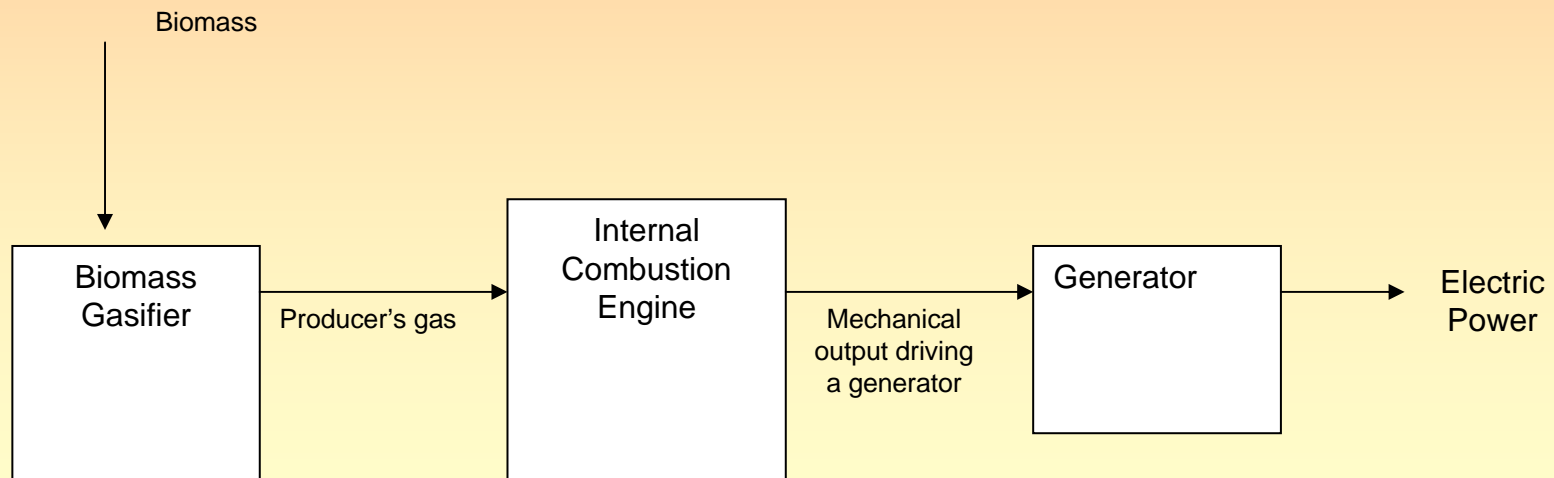 Biomass
Biomass
Gasifier
Producer’s gas
Internal
Combustion
Engine
Mechanical
output driving
a generator
Generator
Electric
Power